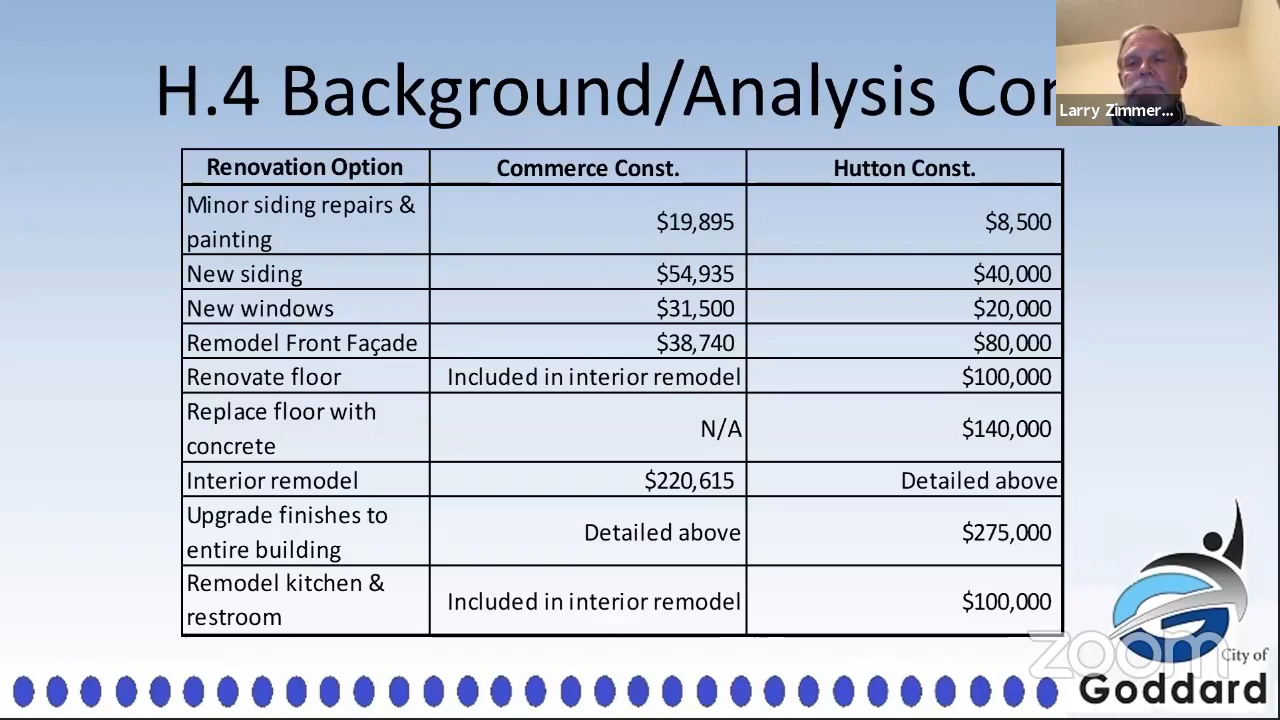 H.4 Background/Analysis Con
Larry Zimmer...
Renovation Option Commerce Const. Hutton Const.
Minor siding repairs &
painting $19,895 $8,500
New siding $54,935 $40,000
New windows $31,500 $20,000
Remodel Front Façade $38,740 $80,000
Renovate floor Included in interior remodel $100,000
Replace floor with
concrete N/A $140,000
Interior remodel $220,615 Detailed above
Upgrade finishes to
entire building Detailed above $275,000
Remodel kitchen &
restroom Included in interior remodel $100,000
zoom
City of
Goddard